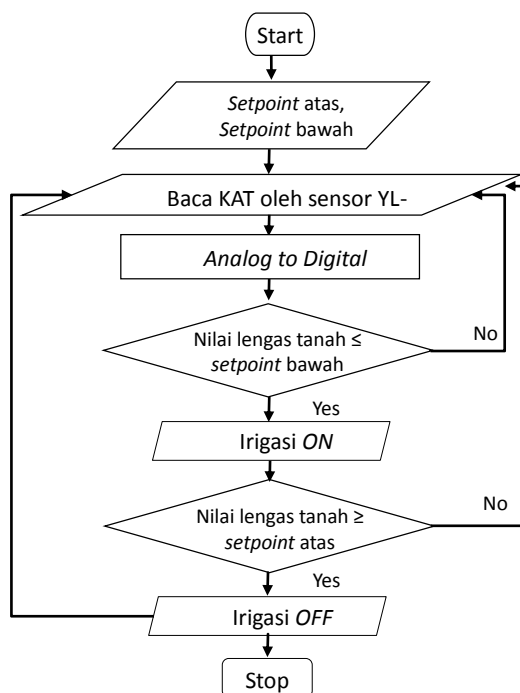 Start
Setpoint atas,
Setpoint bawah
Baca KAT oleh sensor YL-
Analog to Digital
Nilai lengas tanah ≤
setpoint bawah
No
Yes
Irigasi ON
Nilai lengas tanah ≥
setpoint atas
No
Yes
Irigasi OFF
Stop